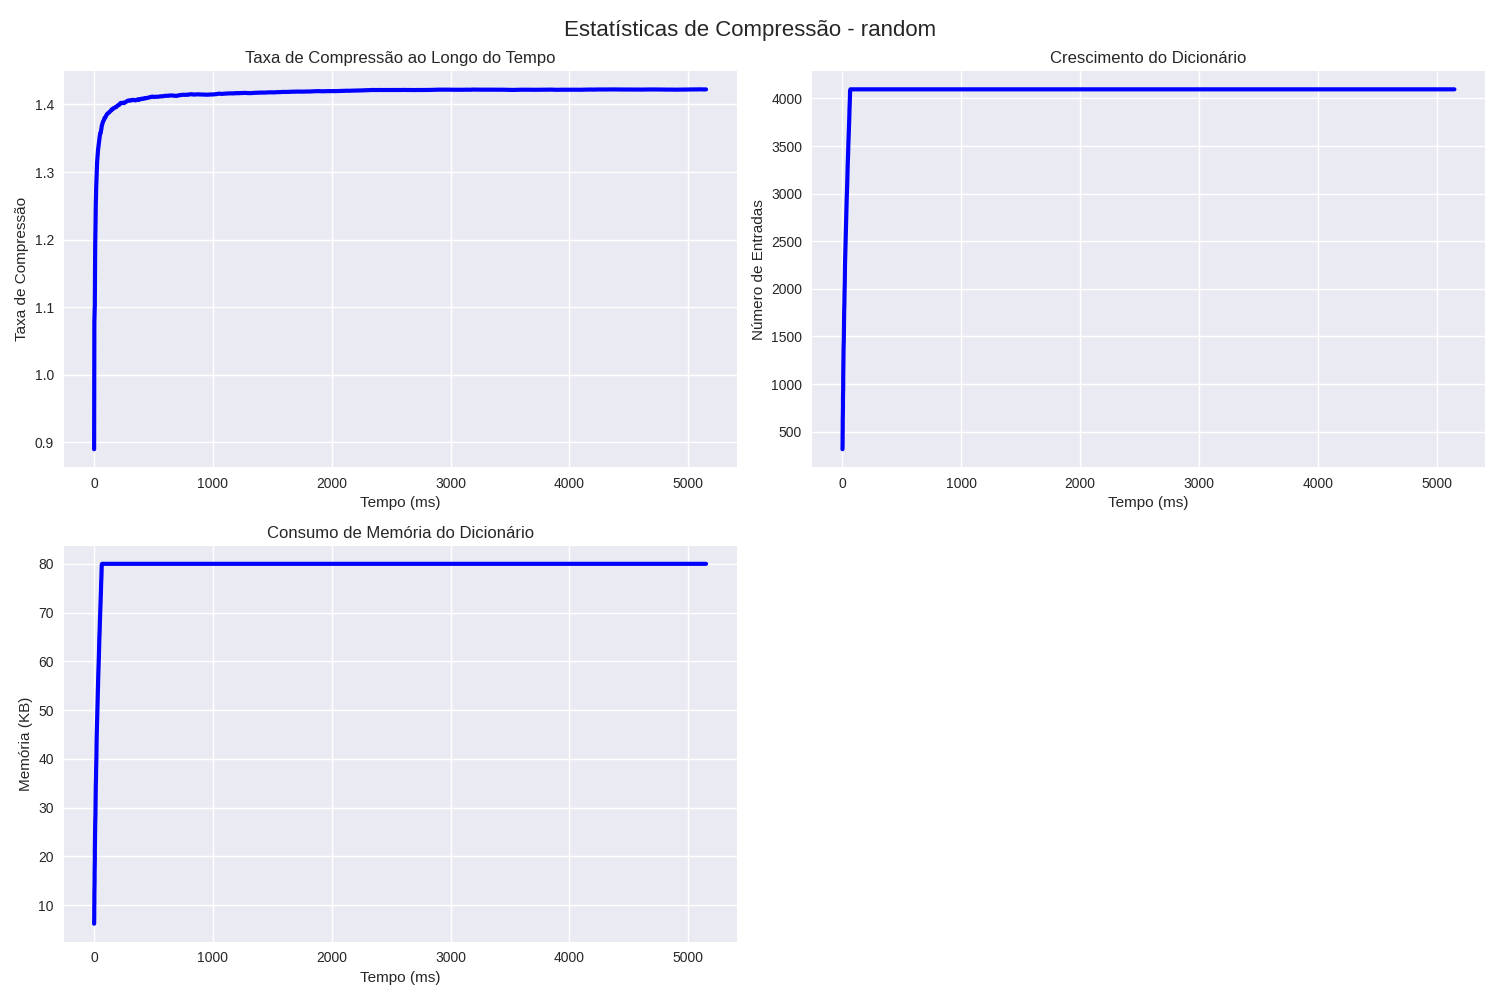 Estatísticas de Compressão - random
Taxa de Compressão ao Longo do Tempo
Taxa de Compressão
1.4
1.3
1.2
1.1
1.0
0.9
0 1000 2000 3000 4000 5000
Tempo (ms)
Crescimento do Dicionário
Número de Entradas
4000
3500
3000
2500
2000
1500
1000
500
0 1000 2000 3000 4000 5000
Tempo (ms)
Consumo de Memória do Dicionário
Memória (KB)
80
70
60
50
40
30
20
10
0 1000 2000 3000 4000 5000
Tempo (ms)